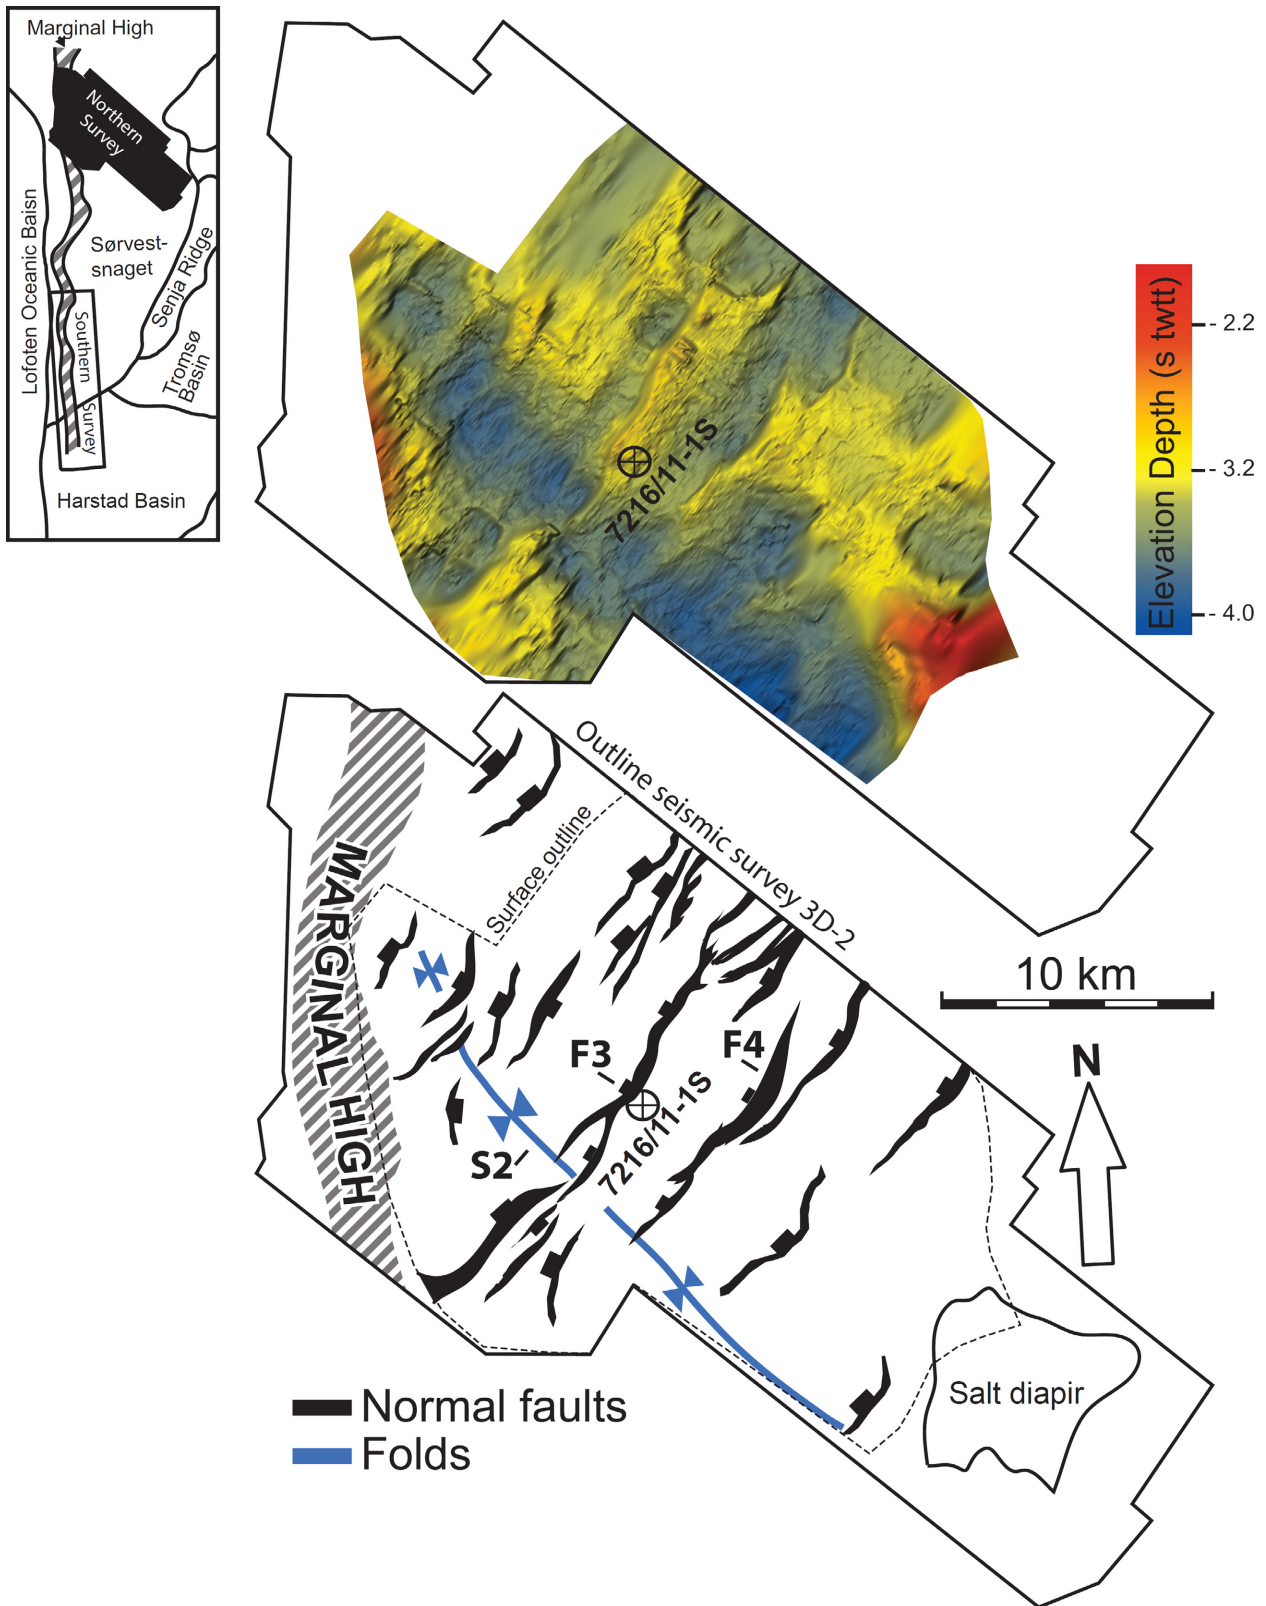 Marginal High
Northern
Survey
Lofoten Oceanic Baisn
Sørvest-
snaget
Senja Ridge
Tromsø
Basin
Southern Survey
Harstad Basin
7216/11-1S
Elevation Depth (s twtt)
- 2.2
- 3.2
- 4.0
Outline seismic survey 3D-2
Surface outline
MARGINAL HIGH
F3
F4
7216/11-1S
S2
10 km
N
Salt diapir
Normal faults
Folds